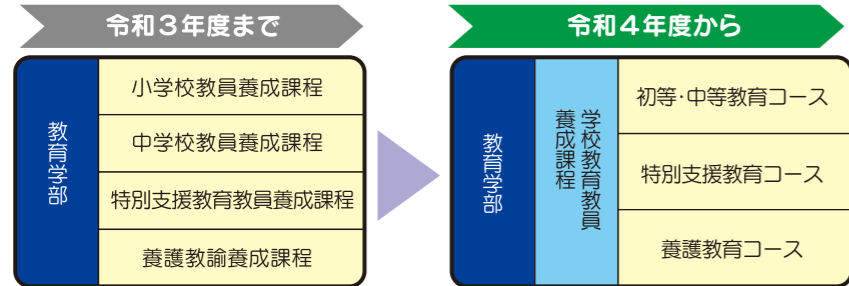 令和3年度まで
教育学部
小学校教員養成課程
中学校教員養成課程
特別支援教育教員養成課程
養護教諭養成課程
令和4年度から
教育学部
学校教育教員
養成課程
初等・中等教育コース
特別支援教育コース
養護教育コース